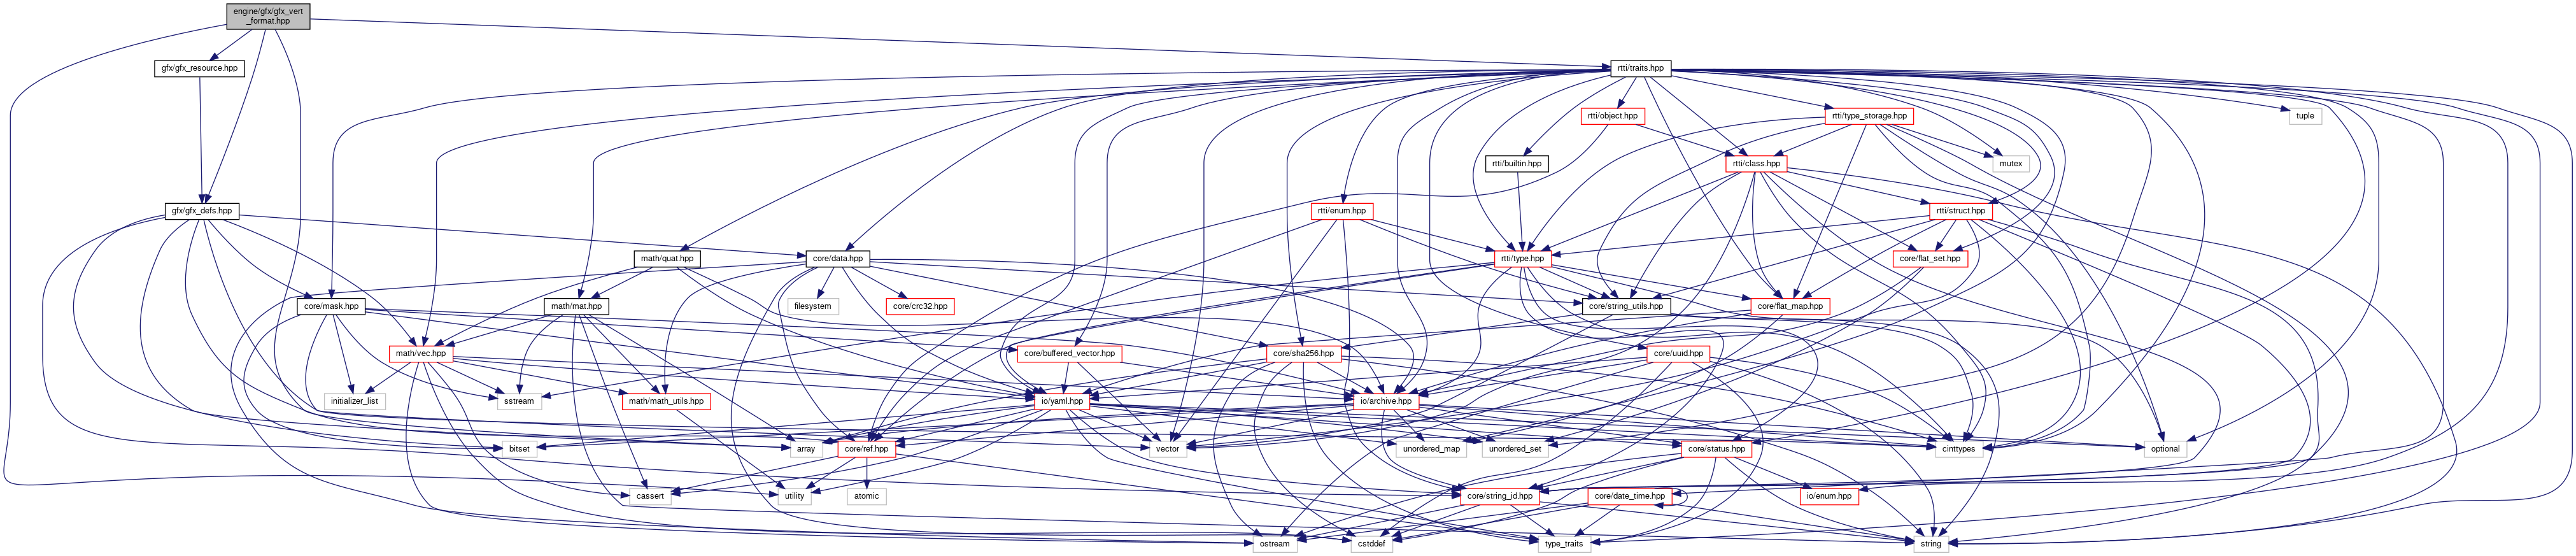 engine/gfx/gfx_vert
_format.hpp
gfx/gfx_resource.hpp
rtti/traits.hpp
rtti/object.hpp
rtti/type_storage.hpp
tuple
rtti/builtin.hpp
rtti/class.hpp
mutex
gfx/gfx_defs.hpp
rtti/enum.hpp
rtti/struct.hpp
math/quat.hpp
core/data.hpp
rtti/type.hpp
core/flat_set.hpp
core/mask.hpp
math/mat.hpp
filesystem
core/crc32.hpp
core/string_utils.hpp
core/flat_map.hpp
math/vec.hpp
core/buffered_vector.hpp
core/sha256.hpp
core/uuid.hpp
initializer_list
sstream
math/math_utils.hpp
io/yaml.hpp
io/archive.hpp
bitset
array
core/ref.hpp
vector
unordered_map
unordered_set
core/status.hpp
cinttypes
optional
cassert
utility
atomic
core/string_id.hpp
core/date_time.hpp
io/enum.hpp
ostream
cstddef
type_traits
string